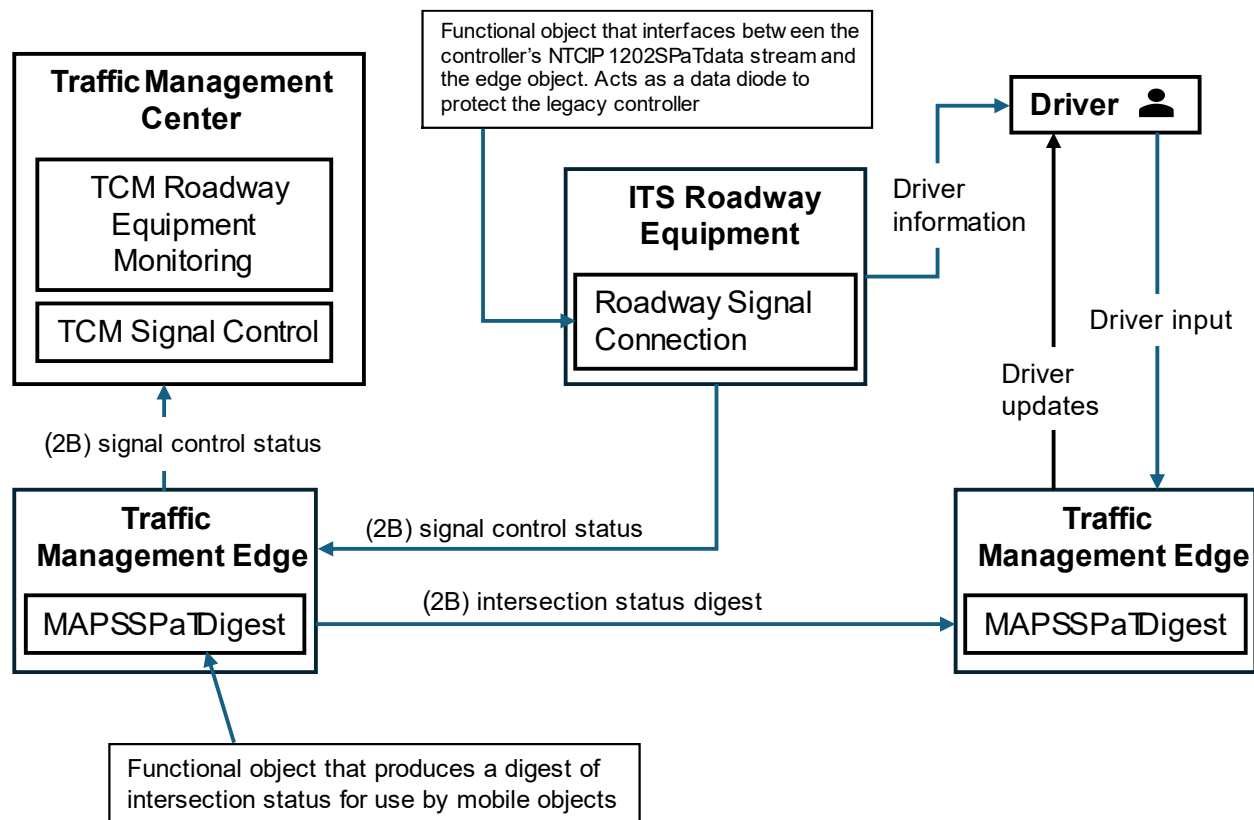 Functional object that interfaces between the
controller's NTCIP 1202SPaTdata stream and
the edge object. Acts as a data diode to
protect the legacy controller
Traffic Management
Center
TCM Roadway
Equipment
Monitoring
TCM Signal Control
Driver
ITS Roadway
Equipment
Roadway Signal
Connection
Driver
information
Driver input
Driver
updates
(2B) signal control status
Traffic
Management Edge
MAPSSPaTDigest
(2B) signal control status
(2B) intersection status digest
Traffic
Management Edge
MAPSSPaTDigest
Functional object that produces a digest of
intersection status for use by mobile objects